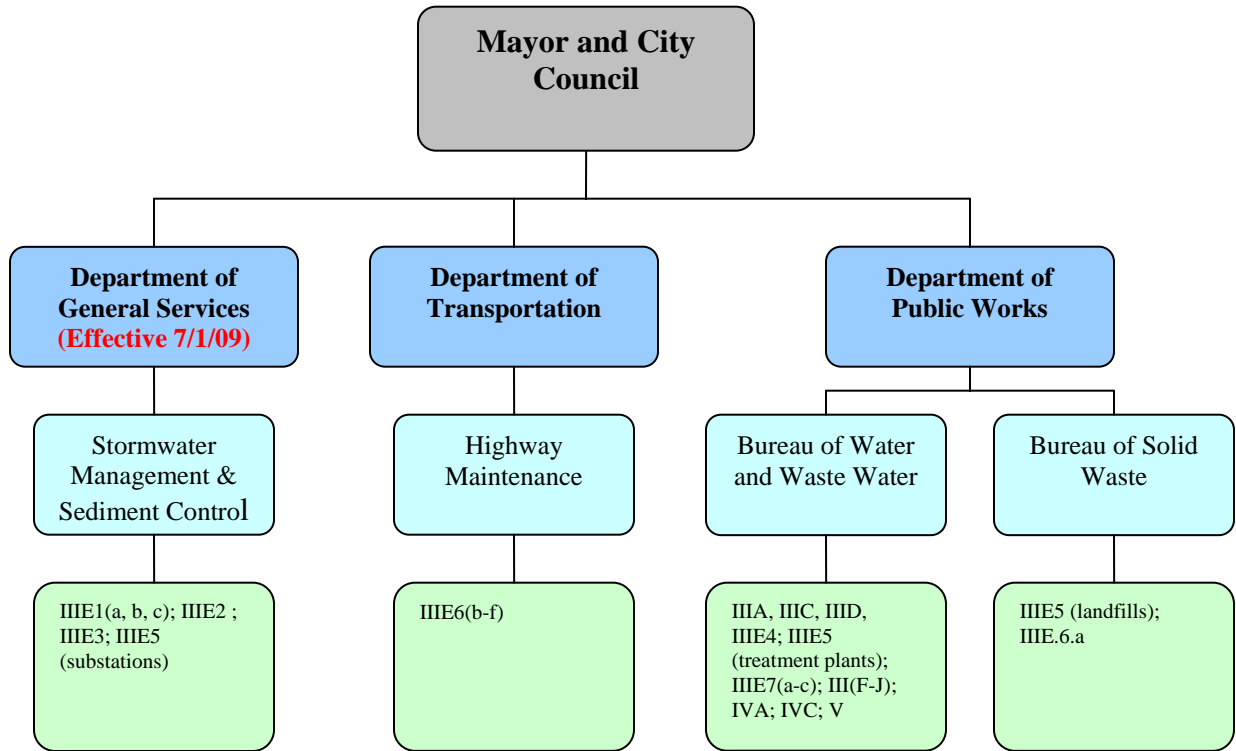 Mayor and City
Council
Department of
General Services
(Effective 7/1/09)
Department of
Transportation
Department of
Public Works
Stormwater
Management &
Sediment Control
Highway
Maintenance
Bureau of Water
and Waste Water
Bureau of Solid
Waste
IIIE1(a, b, c); IIIE2 ;
IIIE3; IIIE5
(substations)
IIIE6(b-f)
IIIA, IIIC, IIID,
IIIE4; IIIE5
(treatment plants);
IIIE7(a-c); III(F-J);
IVA; IVC; V
IIIE5 (landfills);
IIIE.6.a